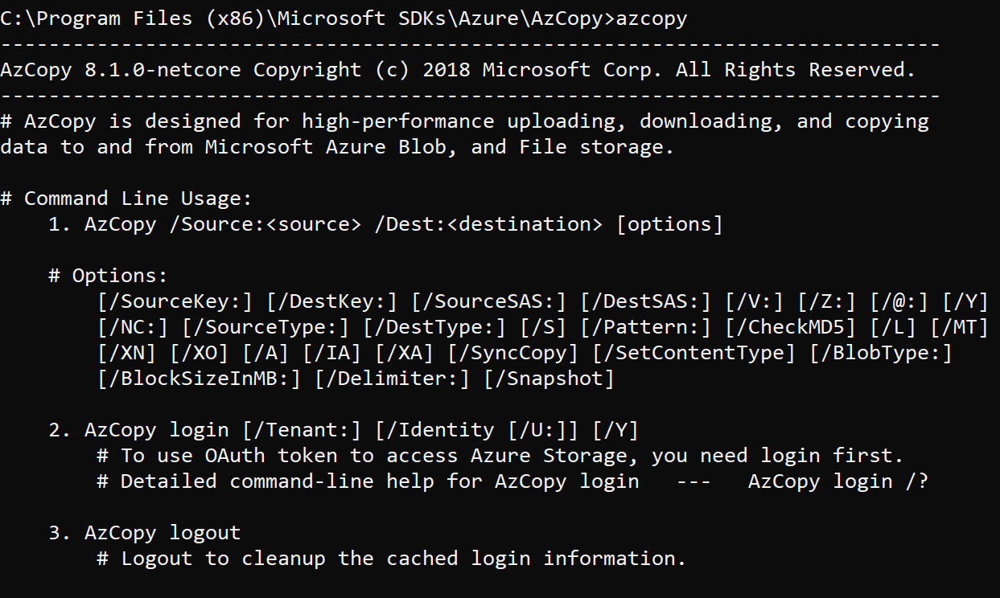 C:\Program Files (x86)\Microsoft SDKs\Azure\AzCopy>azcopy
------------------------------------------------------------------------------
AzCopy 8.1.0-netcore Copyright (c) 2018 Microsoft Corp. All Rights Reserved.
------------------------------------------------------------------------------
# AzCopy is designed for high-performance uploading, downloading, and copying
data to and from Microsoft Azure Blob, and File storage.

# Command Line Usage:
    1. AzCopy /Source:<source> /Dest:<destination> [options]

    # Options:
        [/SourceKey:] [/DestKey:] [/SourceSAS:] [/DestSAS:] [/V:] [/Z:] [/@:] [/Y]
        [/NC:] [/SourceType:] [/DestType:] [/S] [/Pattern:] [/CheckMD5] [/L] [/MT]
        [/XN] [/XO] [/A] [/IA] [/XA] [/SyncCopy] [/SetContentType] [/BlobType:]
        [/BlockSizeInMB:] [/Delimiter:] [/Snapshot]

    2. AzCopy login [/Tenant:] [/Identity [/U:]] [/Y]
        # To use OAuth token to access Azure Storage, you need login first.
        # Detailed command-line help for AzCopy login   ---   AzCopy login /?

    3. AzCopy logout
        # Logout to cleanup the cached login information.